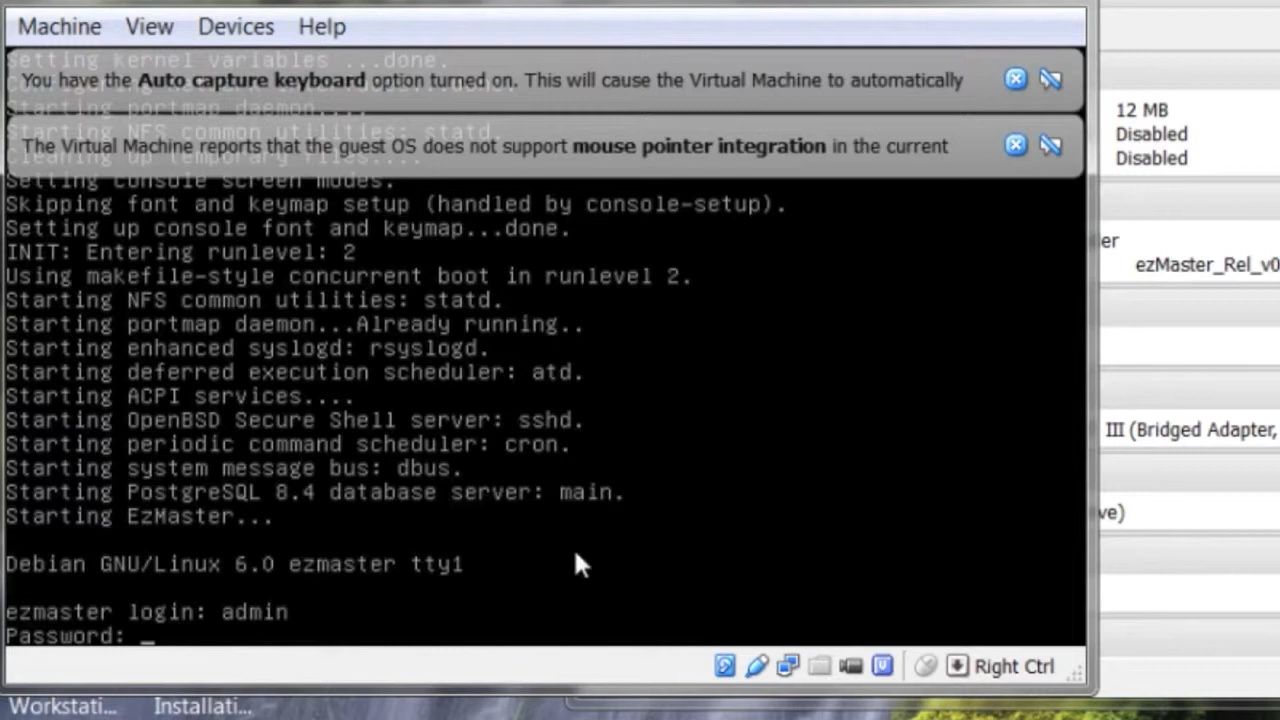 Machine View Devices Help
Setting kernel variables ...done.
You have the Auto capture keyboard option turned on. This will cause the Virtual Machine to automatically
Starting portmap daemon....
Starting NFS common utilities: statd.
The Virtual Machine reports that the guest OS does not support mouse pointer integration in the current
Cleaning up temporary files....
Setting console screen modes.
Skipping font and keymap setup (handled by console-setup).
Setting up console font and keymap...done.
INIT: Entering runlevel: 2
Using makefile-style concurrent boot in runlevel 2.
Starting NFS common utilities: statd.
Starting portmap daemon...Already running..
Starting enhanced syslogd: rsyslogd.
Starting deferred execution scheduler: atd.
Starting ACPI services....
Starting OpenBSD Secure Shell server: sshd.
Starting periodic command scheduler: cron.
Starting system message bus: dbus.
Starting PostgreSQL 8.4 database server: main.
Starting EzMaster...
Debian GNU/Linux 6.0 ezmaster tty1
ezmaster login: admin
Password: _
Right Ctrl
12 MB
Disabled
Disabled
er
ezMaster_Rel_v0
III (Bridged Adapter,
ve)
Workstati... Installati...